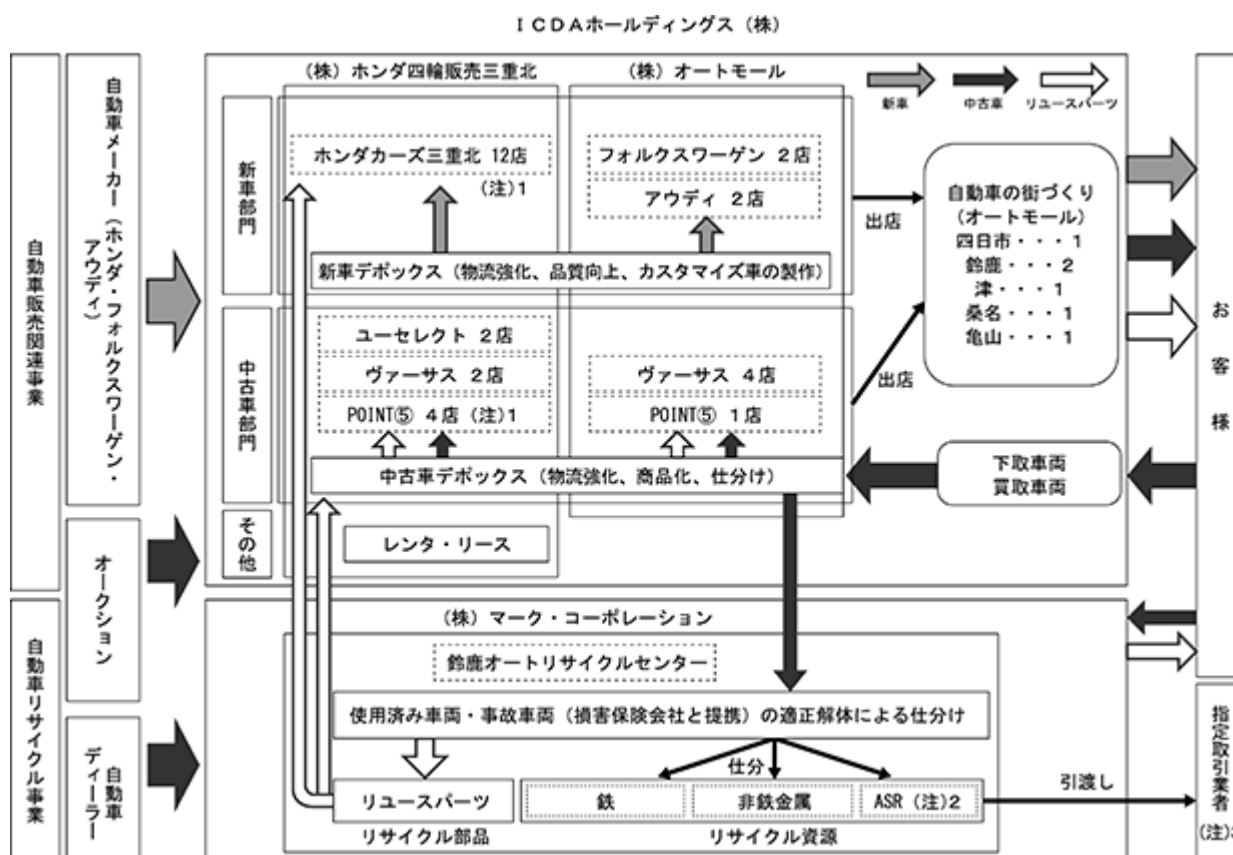 ICDAホールディングス(株)
自動車販売関連事業
自動車リサイクル事業
自動車メーカー(ホンダ・フォルクスワーゲン・
アウディ)
オークション
自動車
ディーラー
(株)ホンダ四輪販売三重北
(株)オートモール
新車
中古車
リユースパーツ
新車部門
ホンダカーズ三重北 12店
(注)1
フォルクスワーゲン 2店
アウディ 2店
新車デポックス(物流強化、品質向上、カスタマイズ車の製作)
出店
自動車の街づくり
(オートモール)
四日市・・・1
鈴鹿・・・2
津・・・1
桑名・・・1
亀山・・・1
お客様
中古車部門
ユーセレクト 2店
ヴァーサス 2店
POINT⑤ 4店(注)1
ヴァーサス 4店
POINT⑤ 1店
出店
中古車デポックス(物流強化、商品化、仕分け)
下取車両
買取車両
その他
レンタ・リース
(株)マーク・コーポレーション
鈴鹿オートリサイクルセンター
使用済み車両・事故車両(損害保険会社と提携)の適正解体による仕分け
仕分
リユースパーツ
鉄
非鉄金属
ASR(注)2
引渡し
リサイクル部品
リサイクル資源
指定取引業者
(注)3